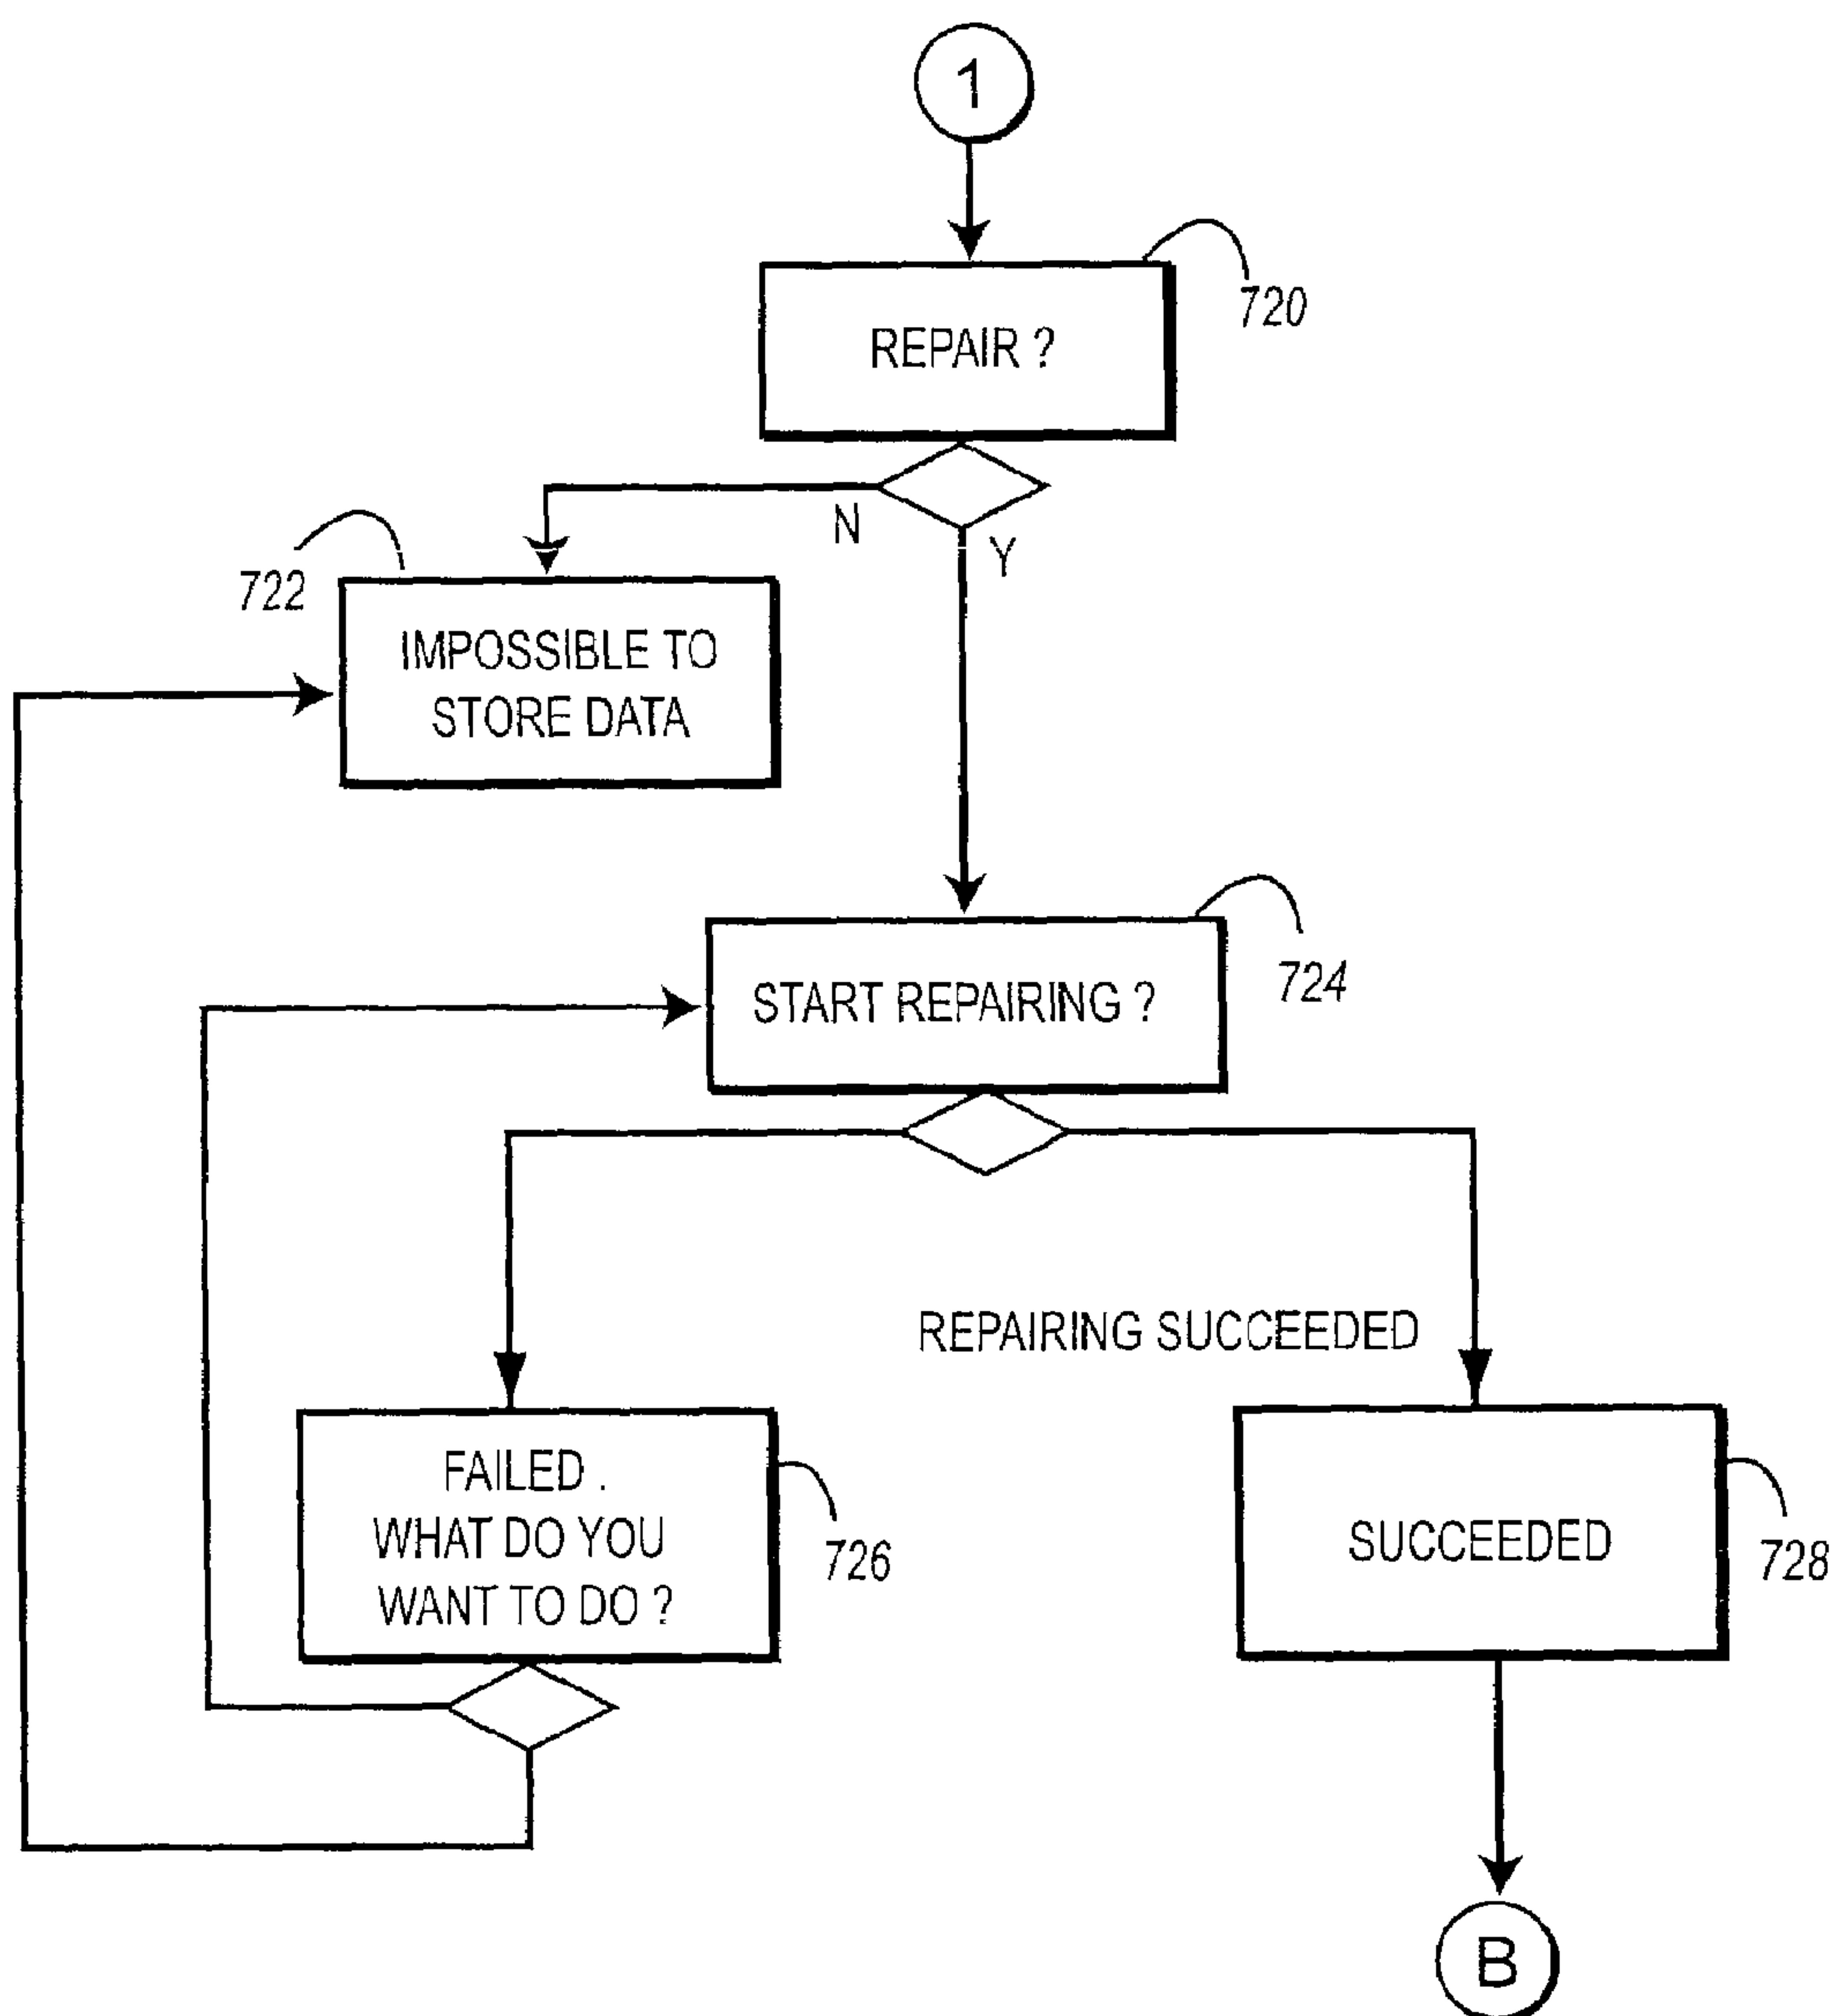 1
REPAIR ?
720
N
Y
722
IMPOSSIBLE TO
STORE DATA
START REPAIRING ?
724
REPAIRING SUCCEEDED
FAILED .
WHAT DO YOU
WANT TO DO ?
726
SUCCEEDED
728
B